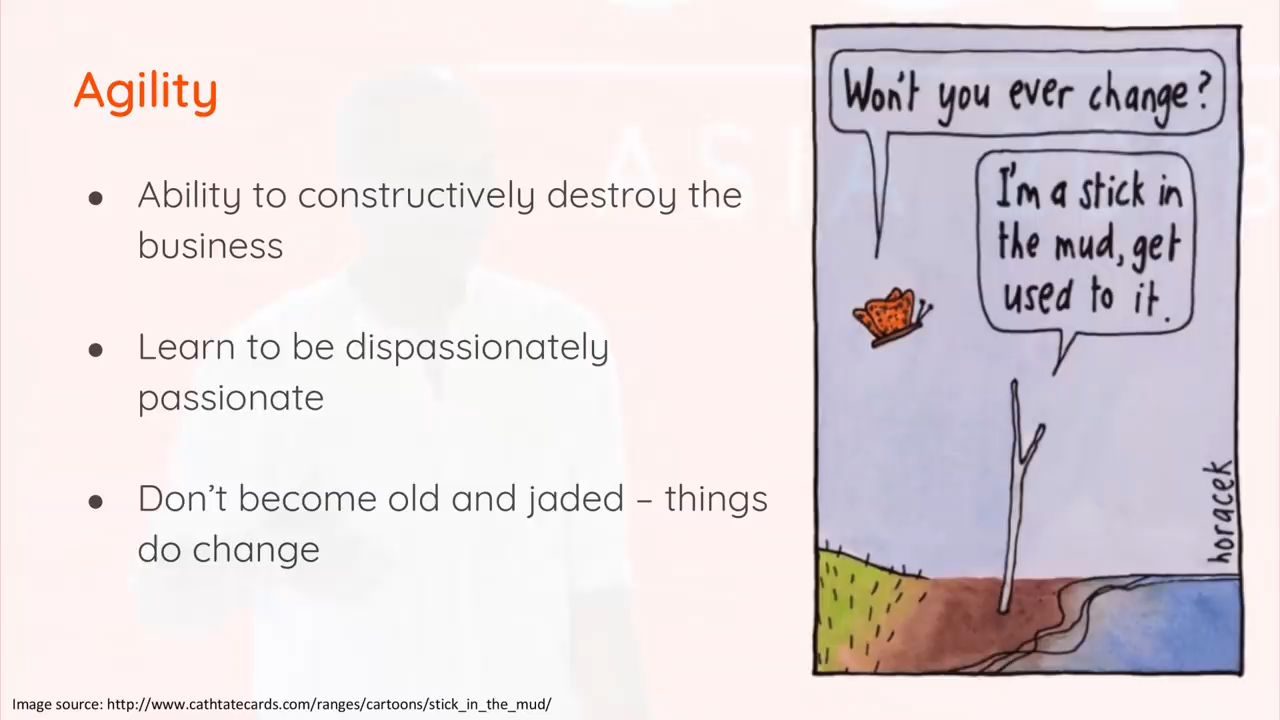 Agility
● Ability to constructively destroy the
business
● Learn to be dispassionately
passionate
● Don’t become old and jaded – things
do change
Won't you ever change?
I'm a stick in
the mud, get
used to it.
horacek
Image source: http://www.cathtatecards.com/ranges/cartoons/stick_in_the_mud/
ASIA